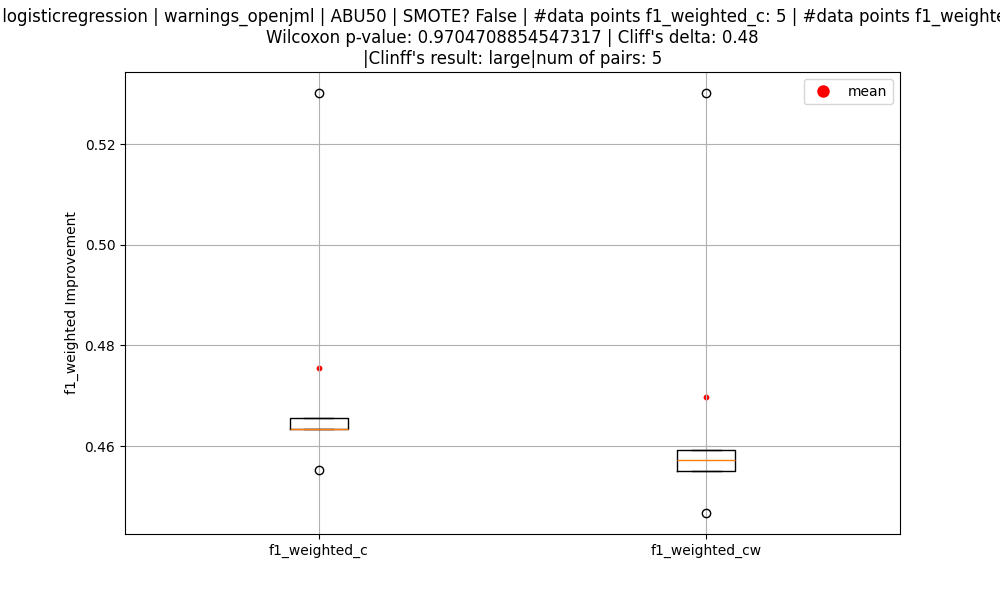 logisticregression | warnings_openjml | ABU50 | SMOTE? False | #data points f1_weighted_c: 5 | #data points
Wilcoxon p-value: 0.9704708854547317 | Cliff's delta: 0.48
|Clinff's result: large|num of pairs: 5
mean
0.52
0.50
0.48
0.46
f1_weighted Improvement
f1_weighted_c
f1_weighted_cw